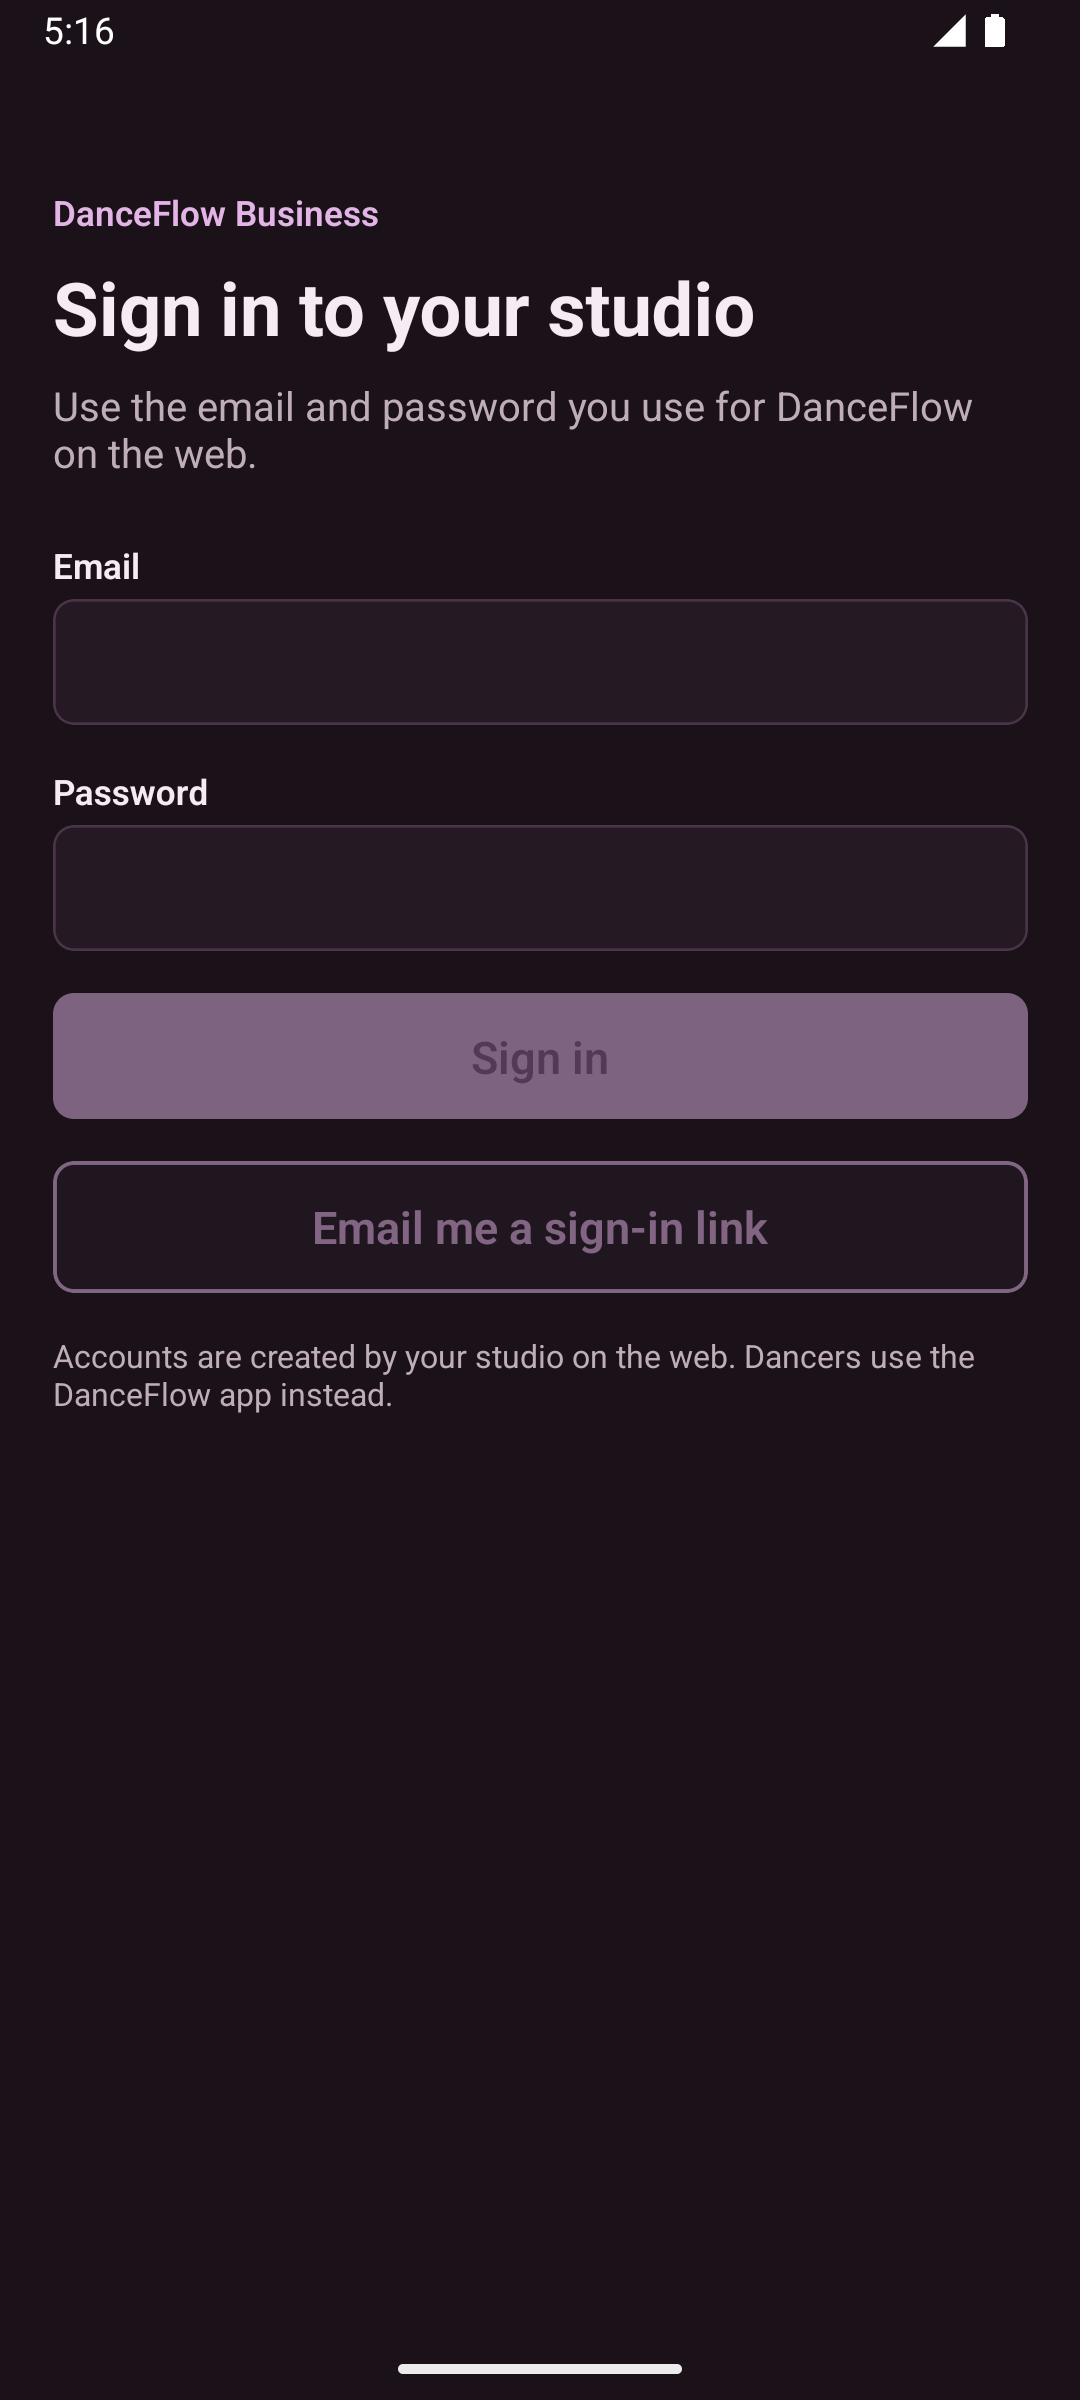 5:16
DanceFlow Business
Sign in to your studio
Use the email and password you use for DanceFlow
on the web.
Email
Password
Sign in
Email me a sign-in link
Accounts are created by your studio on the web. Dancers use the
DanceFlow app instead.